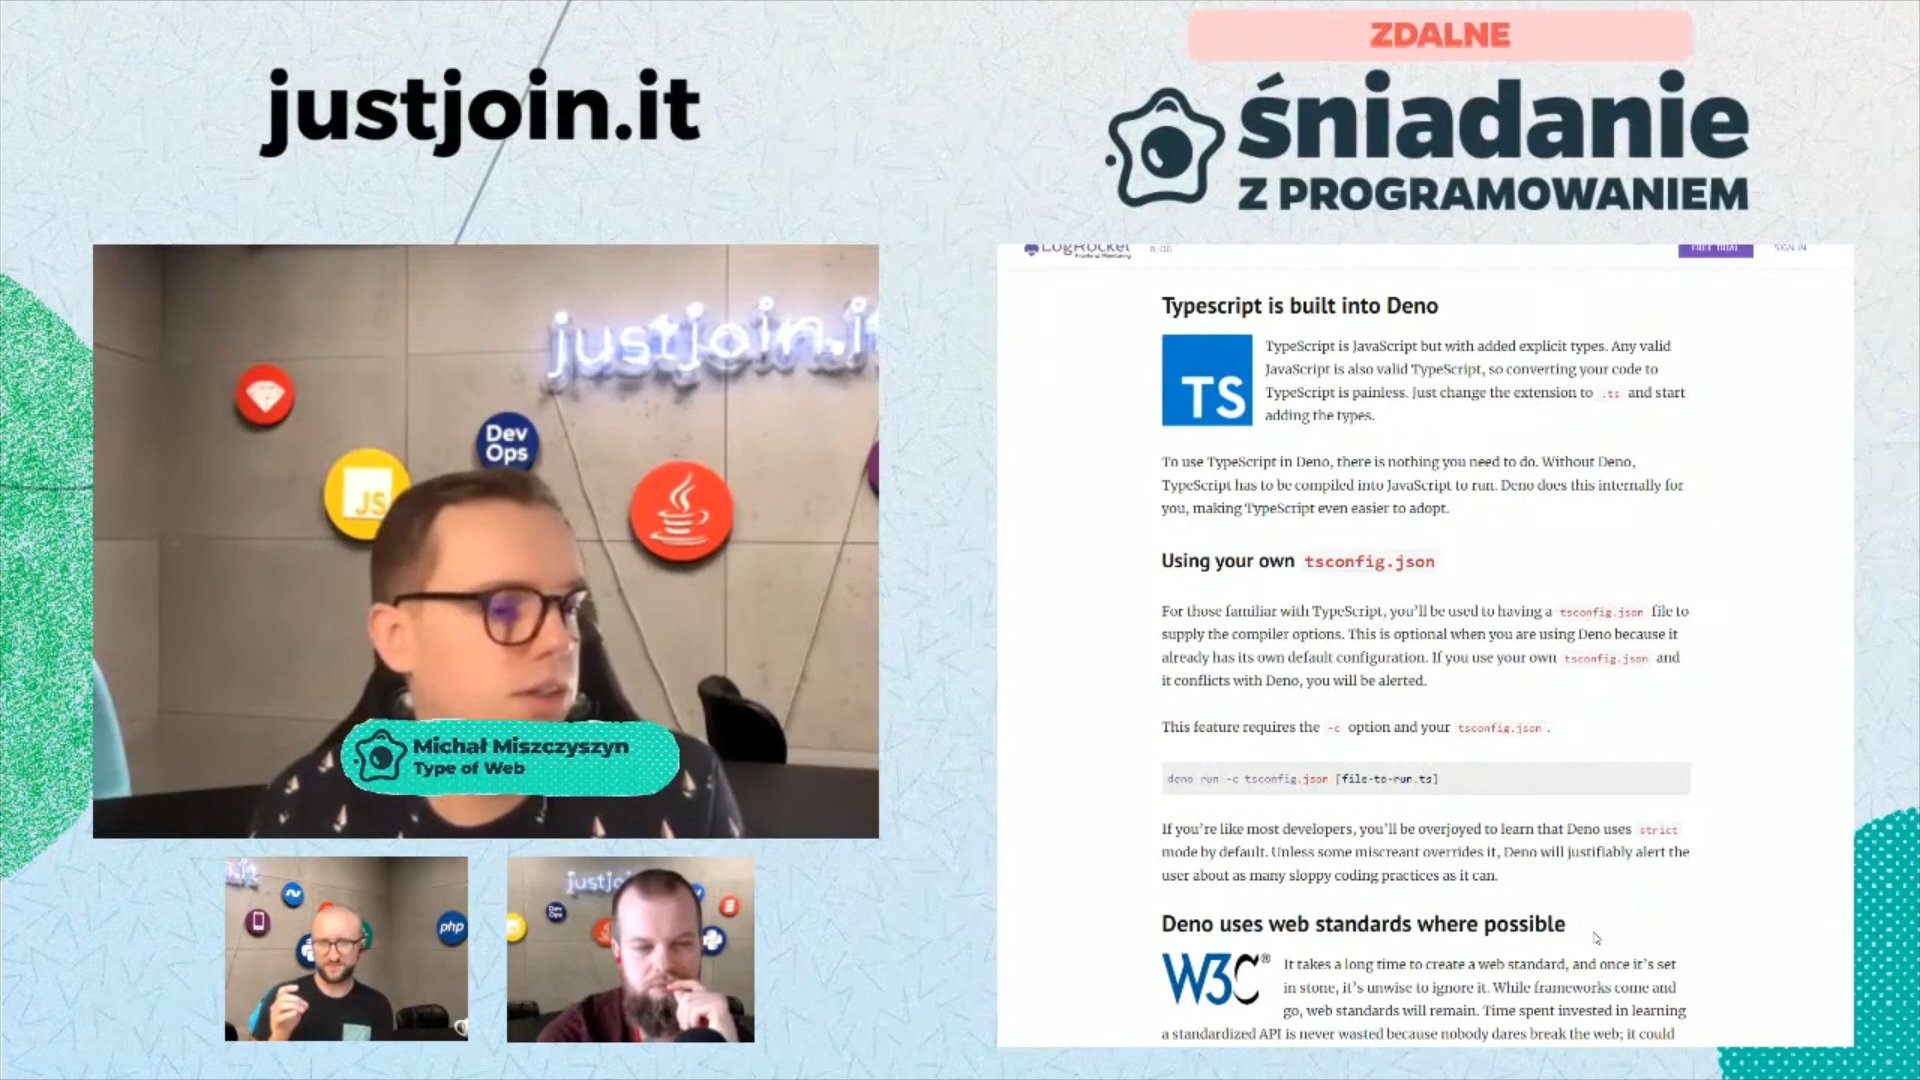 justjoin.it
ZDALNE
śniadanie
Z PROGRAMOWANIEM
justjoin.it
Dev
Ops
JS
Michał Miszczyszyn
Type of Web
php
justjo
Dev
Ops
LogRocket
Frontend Monitoring
BLOG
FREE TRIAL
SIGN IN
Typescript is built into Deno
TS
TypeScript is JavaScript but with added explicit types. Any valid
JavaScript is also valid TypeScript, so converting your code to
TypeScript is painless. Just change the extension to .ts and start
adding the types.
To use TypeScript in Deno, there is nothing you need to do. Without Deno,
TypeScript has to be compiled into JavaScript to run. Deno does this internally for
you, making TypeScript even easier to adopt.
Using your own tsconfig.json
For those familiar with TypeScript, you'll be used to having a tsconfig.json file to
supply the compiler options. This is optional when you are using Deno because it
already has its own default configuration. If you use your own tsconfig.json and
it conflicts with Deno, you will be alerted.
This feature requires the -c option and your tsconfig.json .
deno run -c tsconfig.json [file-to-run.ts]
If you're like most developers, you'll be overjoyed to learn that Deno uses strict
mode by default. Unless some miscreant overrides it, Deno will justifiably alert the
user about as many sloppy coding practices as it can.
Deno uses web standards where possible
W3C®
It takes a long time to create a web standard, and once it's set
in stone, it's unwise to ignore it. While frameworks come and
go, web standards will remain. Time spent invested in learning
a standardized API is never wasted because nobody dares break the web; it could